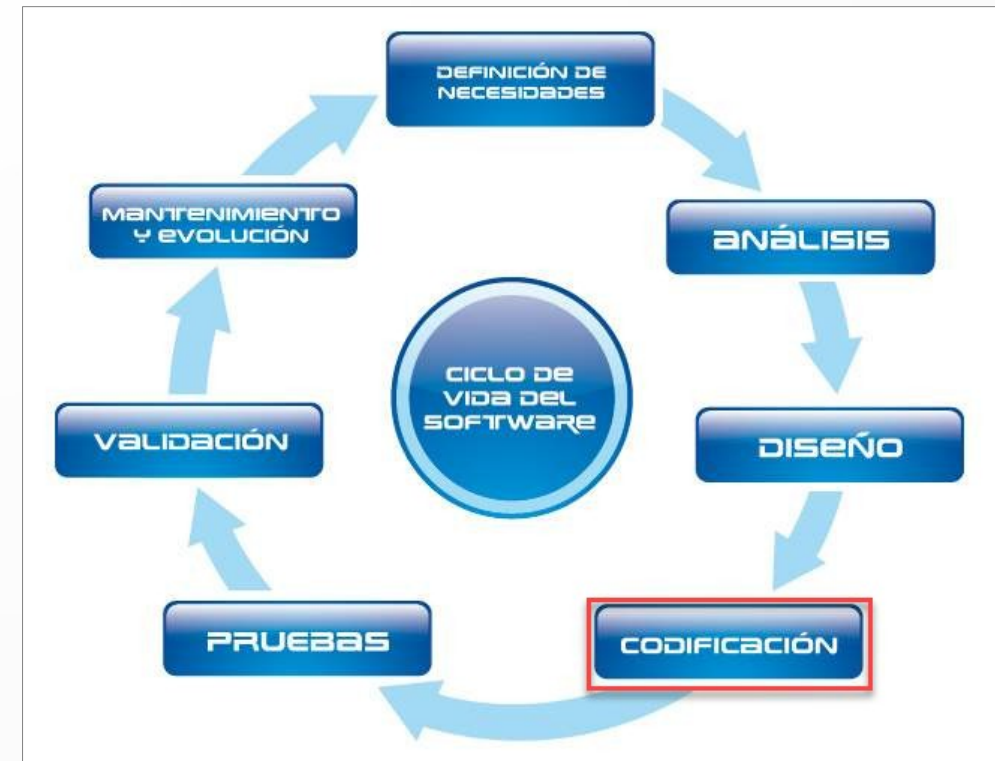 DEFINICIÓN DE
NECESIDADES
ANÁLISIS
DISEÑO
CODIFICACIÓN
PRUEBAS
VALIDACIÓN
MANTENIMIENTO
Y EVOLUCIÓN
CICLO DE
VIDA DEL
SOFTWARE